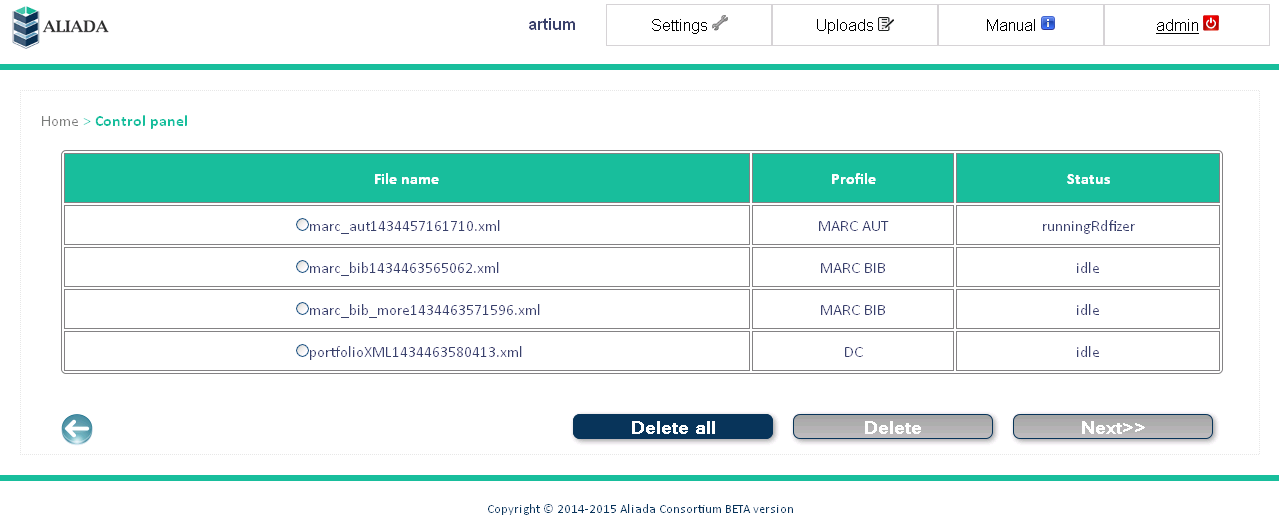 ALIADA
artium
Settings
Uploads
Manual
admin
Home > Control panel
File name Profile Status
marc_aut1434457161710.xml MARC AUT runningRdfizer
marc_bib1434463565062.xml MARC BIB idle
marc_bib_more1434463571596.xml MARC BIB idle
portfolioXML1434463580413.xml DC idle
Delete all Delete Next>>
Copyright © 2014-2015 Aliada Consortium BETA version